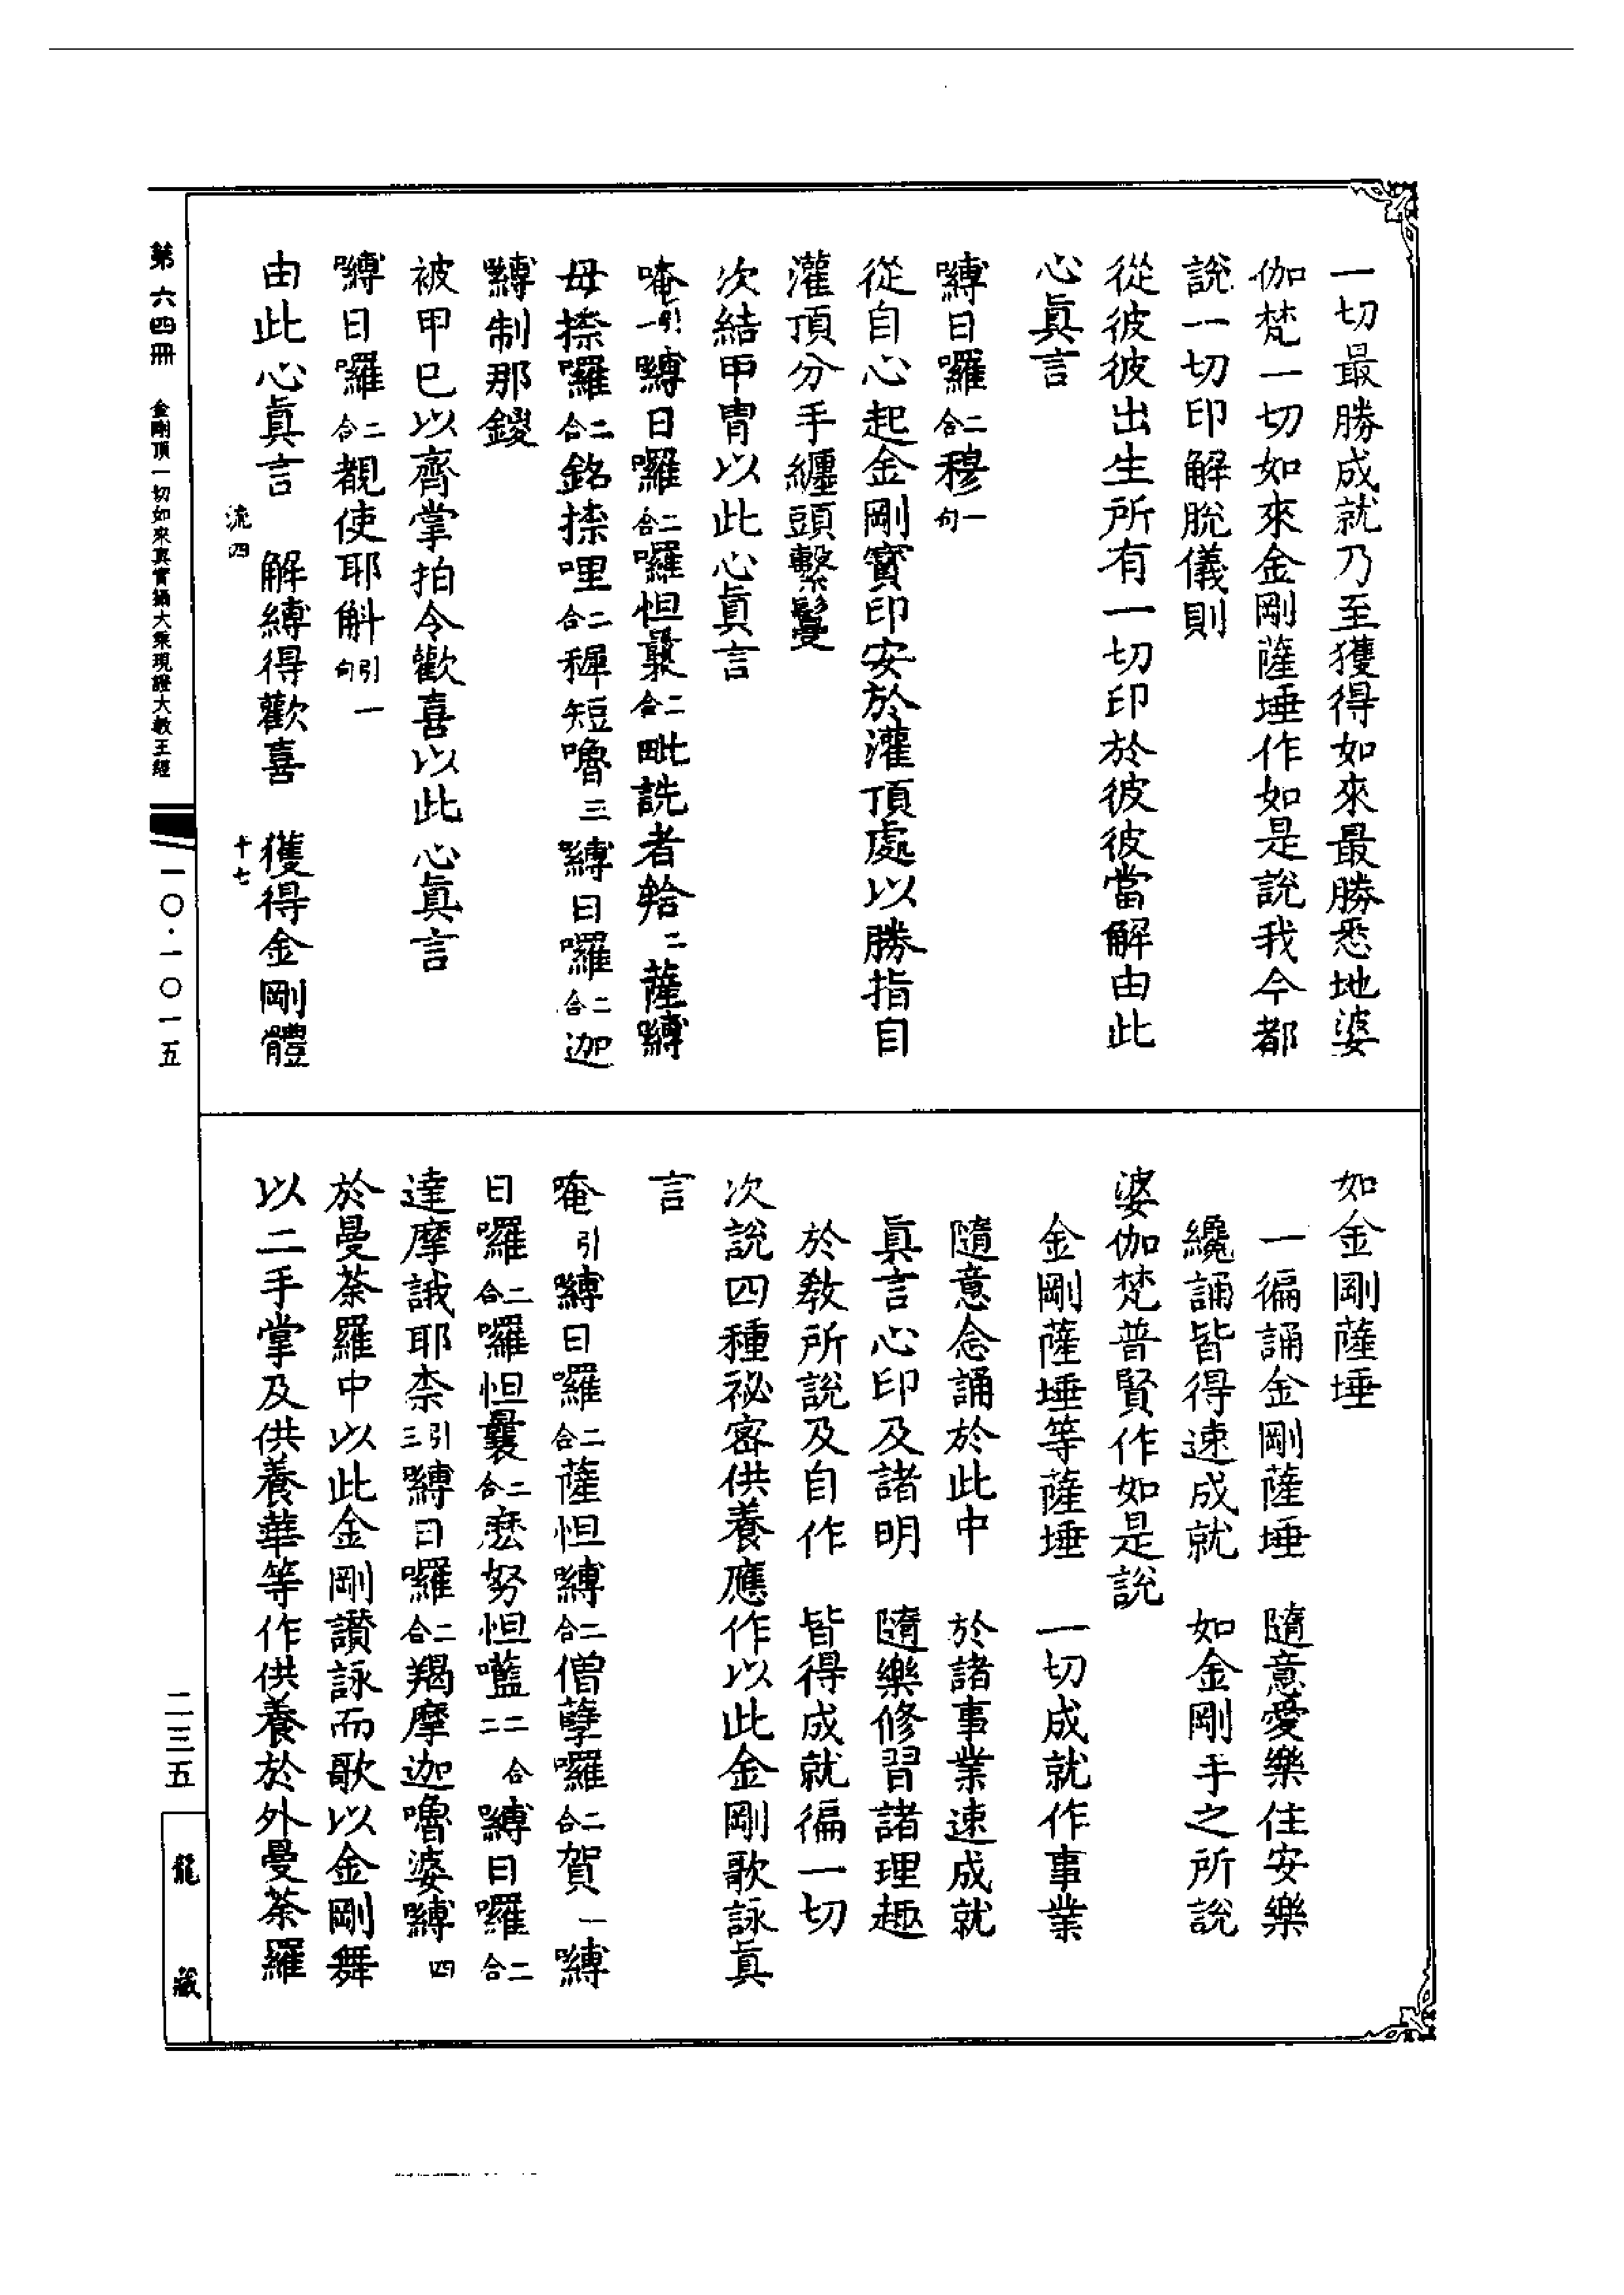 一切最勝成就乃至獲得如來最勝悉地婆
伽梵一切如來金剛薩埵作如是說我今都
說一切印解脫儀則
從彼彼出生所有一切印於彼彼當解由此
心眞言
嚩日囉二合穆一句
從自心起金剛寳印安於灌頂處以勝指自
灌頂分手纏頭繫鬘
次結甲冑以此心眞言
唵引一嚩日囉二合囉怛曩二合毗詵者䩭二薩嚩
母捺囉二合銘捺哩二合穉短嚕三嚩日囉二合迦
嚩制那鑁
被甲巳以齊掌拍令歡喜以此心眞言
嚩日囉二合覩使耶斛引一句
由此心眞言　解縛得歡喜　獲得金剛體
如金剛薩埵
一徧誦金剛薩埵　隨意愛樂住安樂
纔誦皆得速成就　如金剛手之所說
婆伽梵普賢作如是說
金剛薩埵等薩埵　一切成就作事業
隨意念誦於此中　於諸事業速成就
眞言心印及諸明　隨樂修習諸理趣
於敎所說及自作　皆得成就徧一切
次說四種祕密供養應作以此金剛歌詠眞
言
唵引嚩日囉二合薩怛嚩二合僧孽囉二合賀一嚩
日囉二合囉怛曩二合麽努怛㘕二合二嚩日囉二合
達摩誐耶柰引三嚩日囉二合羯摩迦嚕婆嚩四
於曼荼羅中以此金剛讃詠而歌以金剛舞
以二手掌及供養華等作供養於外曼荼羅
流四
十七
第六四冊　金剛頂一切如來真實攝大乘現證大教王經
一〇·一〇一五
二三五
龍藏